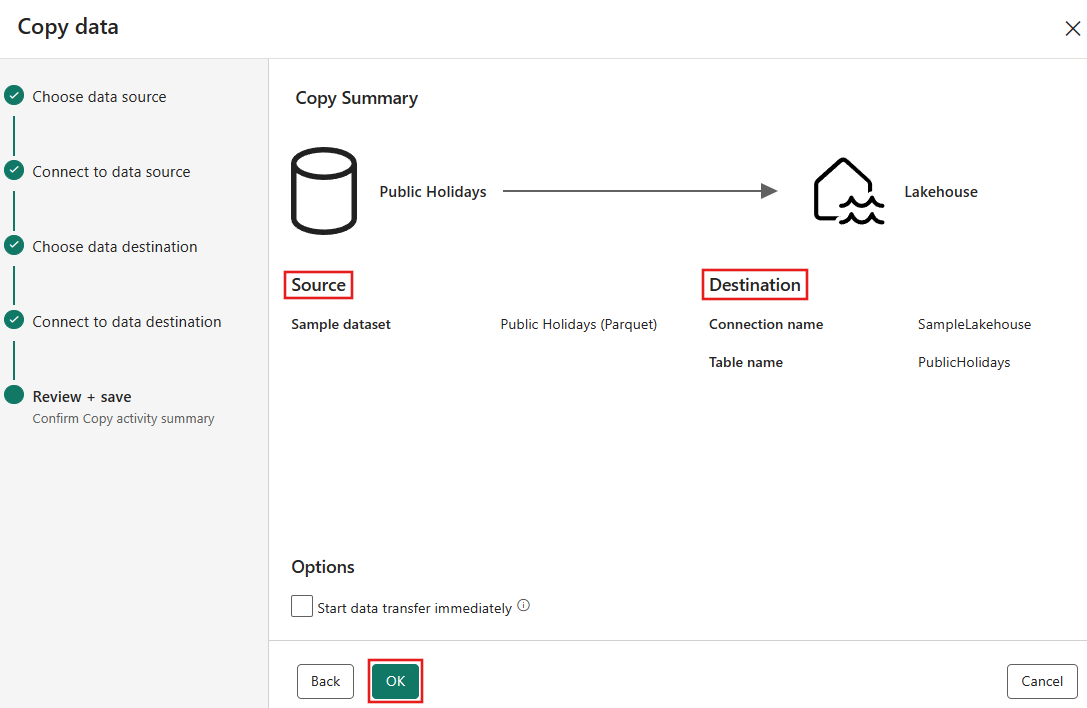 Copy data
Choose data source
Connect to data source
Choose data destination
Connect to data destination
Review + save
Confirm Copy activity summary
Copy Summary
Public Holidays
Lakehouse
Source
Sample dataset Public Holidays (Parquet)
Destination
Connection name SampleLakehouse
Table name PublicHolidays
Options
Start data transfer immediately
Back OK Cancel